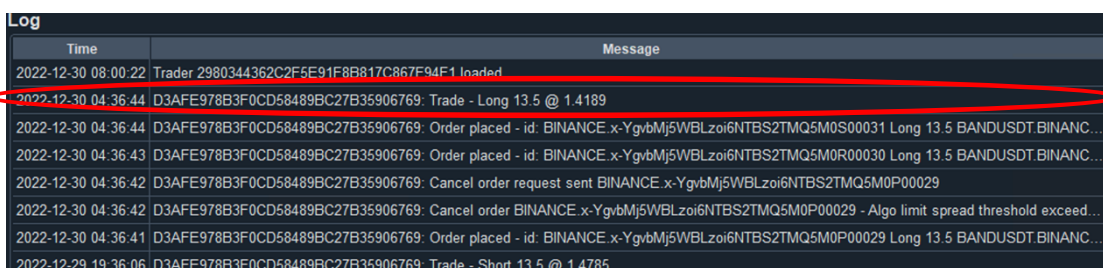 Log
Time Message
2022-12-30 08:00:22 Trader 2980344362C2F5E91F8B817C867F94F1 loaded
2022-12-30 04:36:44 D3AFE978B3F0CD58489BC27B35906769: Trade - Long 13.5 @ 1.4189
2022-12-30 04:36:44 D3AFE978B3F0CD58489BC27B35906769: Order placed - id: BINANCE.x-YgvbMj5WBLzoi6NTBS2TMQ5M0S00031 Long 13.5 BANDUSDT.BINANC...
2022-12-30 04:36:43 D3AFE978B3F0CD58489BC27B35906769: Order placed - id: BINANCE.x-YgvbMj5WBLzoi6NTBS2TMQ5M0R00030 Long 13.5 BANDUSDT.BINANC...
2022-12-30 04:36:42 D3AFE978B3F0CD58489BC27B35906769: Cancel order request sent BINANCE.x-YgvbMj5WBLzoi6NTBS2TMQ5M0P00029
2022-12-30 04:36:42 D3AFE978B3F0CD58489BC27B35906769: Cancel order BINANCE.x-YgvbMj5WBLzoi6NTBS2TMQ5M0P00029 - Algo limit spread threshold exceed...
2022-12-30 04:36:41 D3AFE978B3F0CD58489BC27B35906769: Order placed - id: BINANCE.x-YgvbMj5WBLzoi6NTBS2TMQ5M0P00029 Long 13.5 BANDUSDT.BINANC...
2022-12-29 19:36:06 D3AFE978B3F0CD58489BC27B35906769: Trade - Short 13.5 @ 1.4785